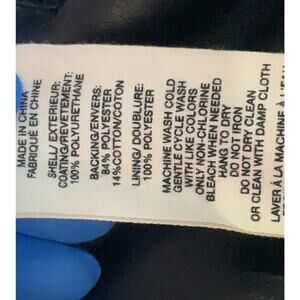 MADE IN CHINA
FABRIQUÉ EN CHINE
SHELL/ EXTERIEUR:
COATING/REVETEMENT:
100% POLYURETHANE
BACKING/ENVERS:
84% POLYESTER
14%COTTON/COTON
LINING/ DOUBLURE:
100% POLYESTER
MACHINE WASH COLD
GENTLE CYCLE WASH
WITH LIKE COLORS
ONLY NON-CHLORINE
BLEACH WHEN NEEDED
HANG TO DRY
DO NOT IRON
DO NOT DRY CLEAN
OR CLEAN WITH DAMP CLOTH
LAVER À LA MACHINE À L'EAU